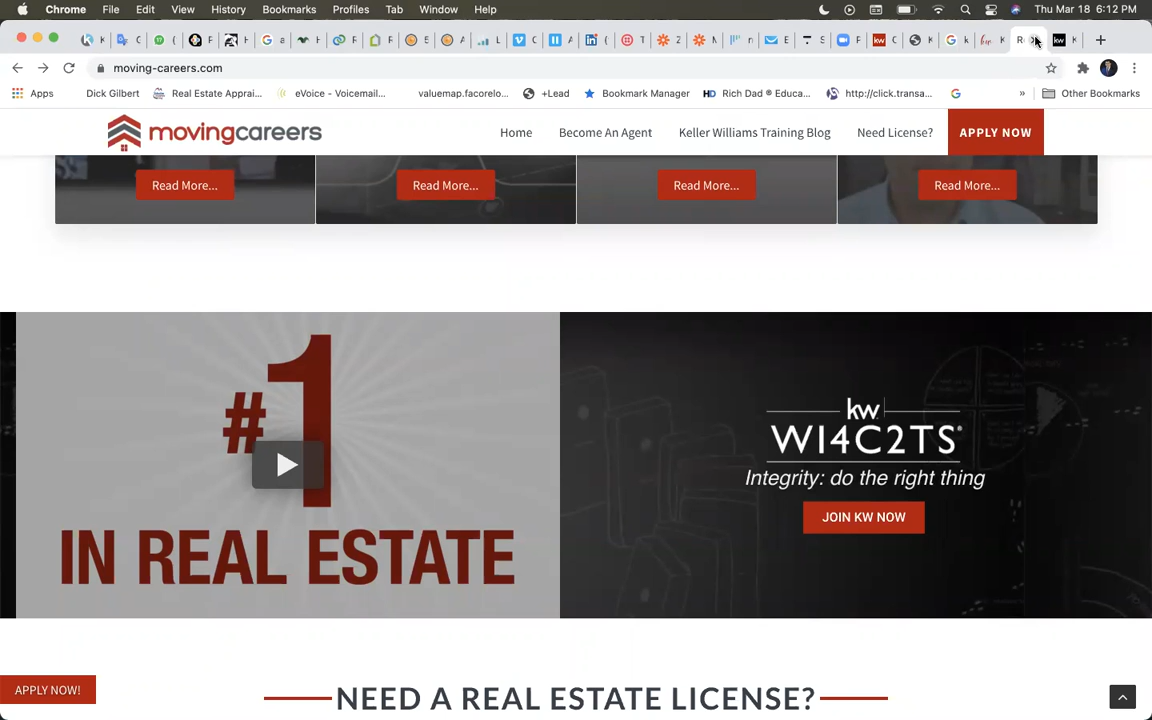 Chrome File Edit View History Bookmarks Profiles Tab Window Help Thu Mar 18 6:12 PM
moving-careers.com
Apps Dick Gilbert Real Estate Apprai... eVoice - Voicemail... valuemap.facorelo... +Lead Bookmark Manager HD Rich Dad ® Educa... http://click.transa... » Other Bookmarks
movingcareers Home Become An Agent Keller Williams Training Blog Need License? APPLY NOW
Read More... Read More... Read More... Read More...
#1
IN REAL ESTATE
kw
WI4C2TS®
Integrity: do the right thing
JOIN KW NOW
APPLY NOW!
NEED A REAL ESTATE LICENSE?